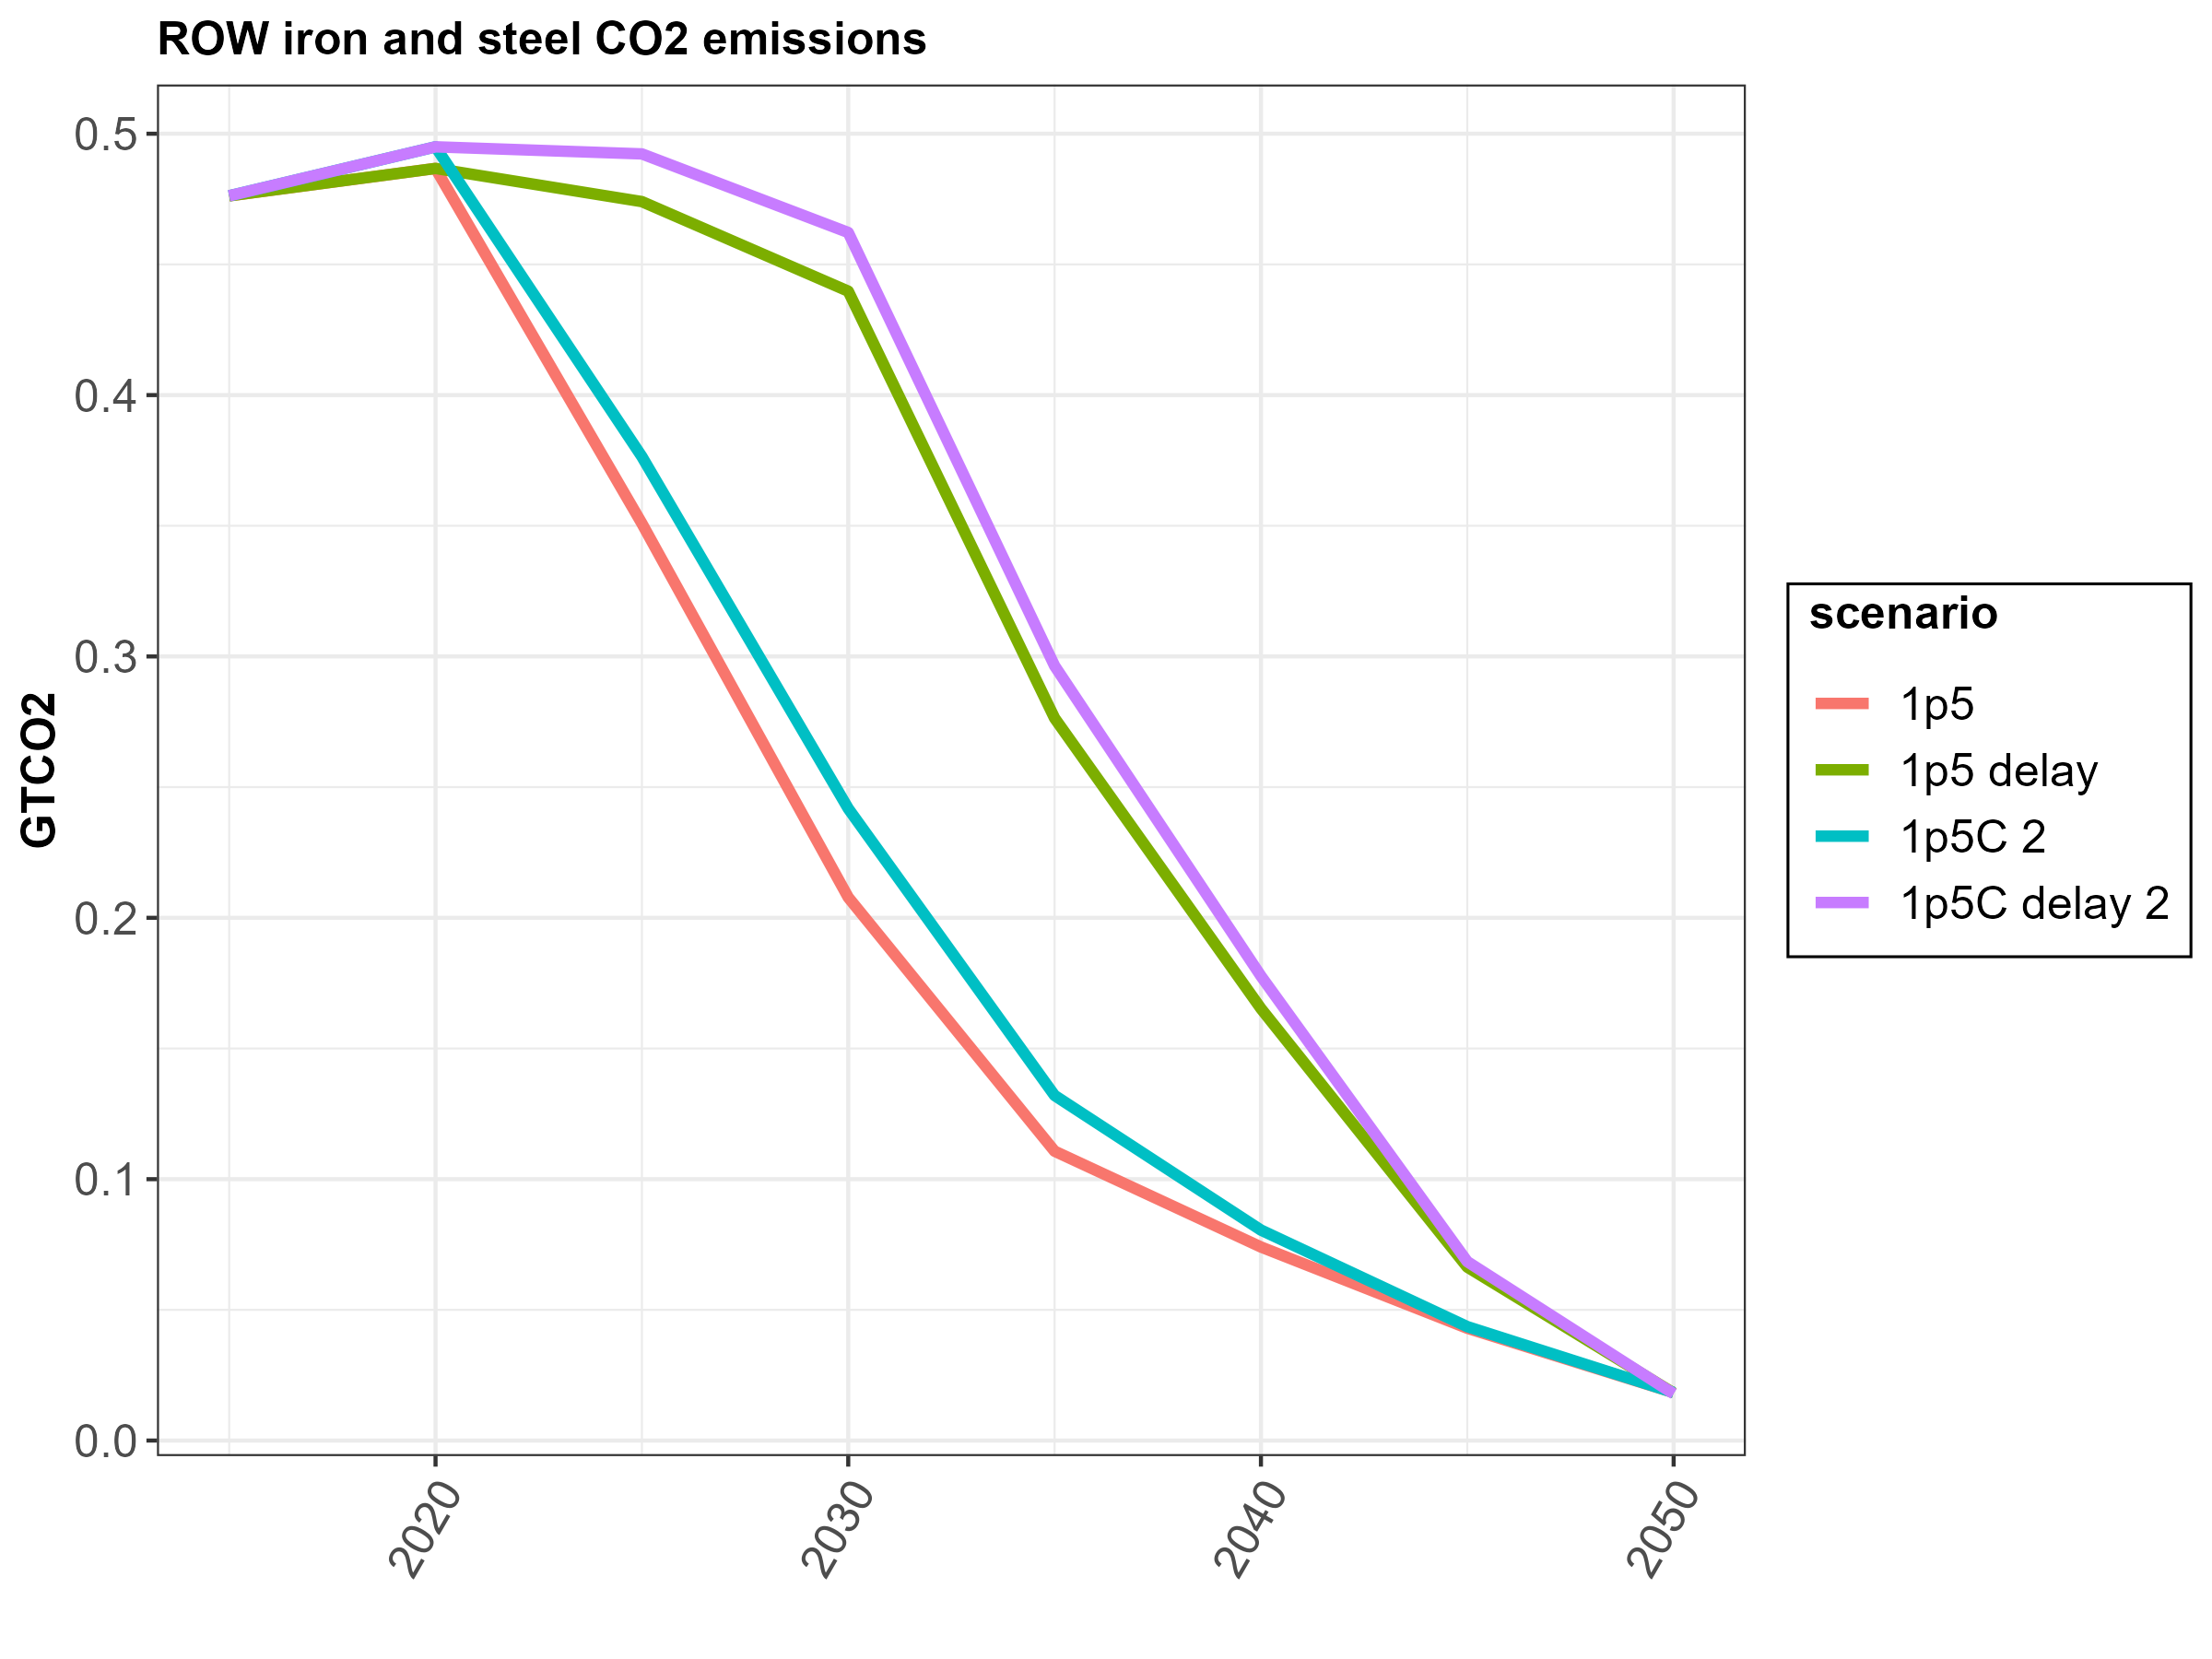 ROW iron and steel CO2 emissions
GTCO2
0.5
0.4
0.3
0.2
0.1
0.0
2020
2030
2040
2050
scenario
1p5
1p5 delay
1p5C 2
1p5C delay 2